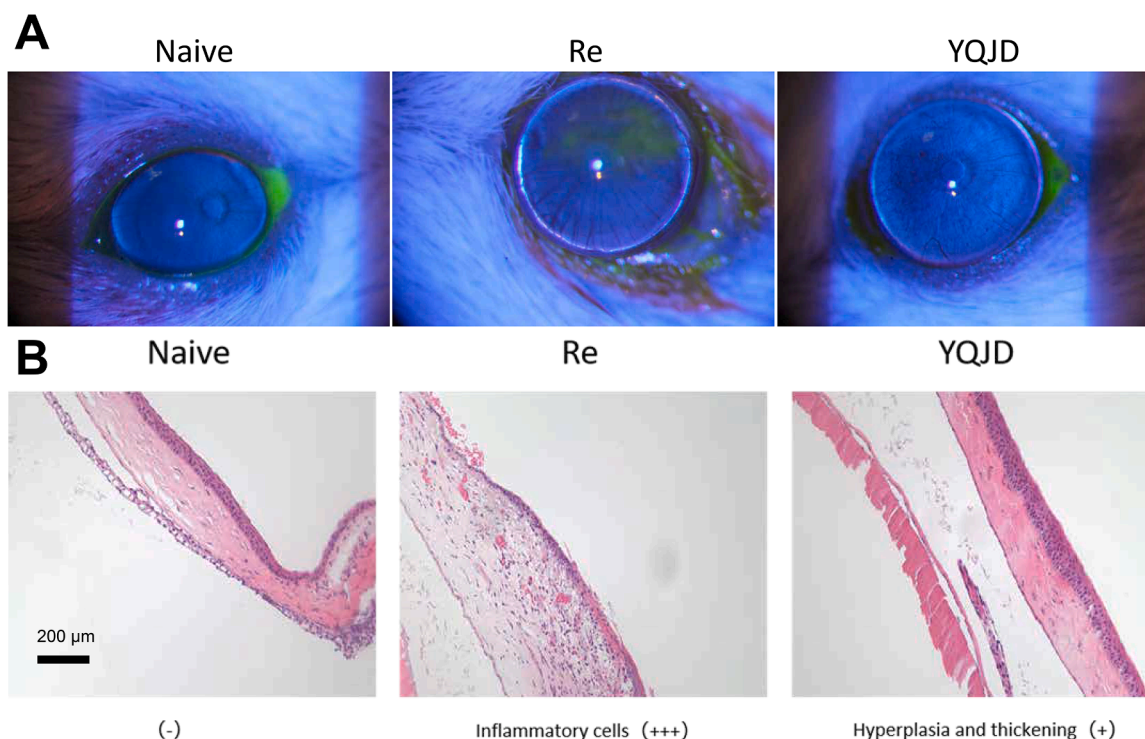 A
Naive Re YQJD
B
Naive Re YQJD
200 μm
(-) Inflammatory cells (+++) Hyperplasia and thickening (+)